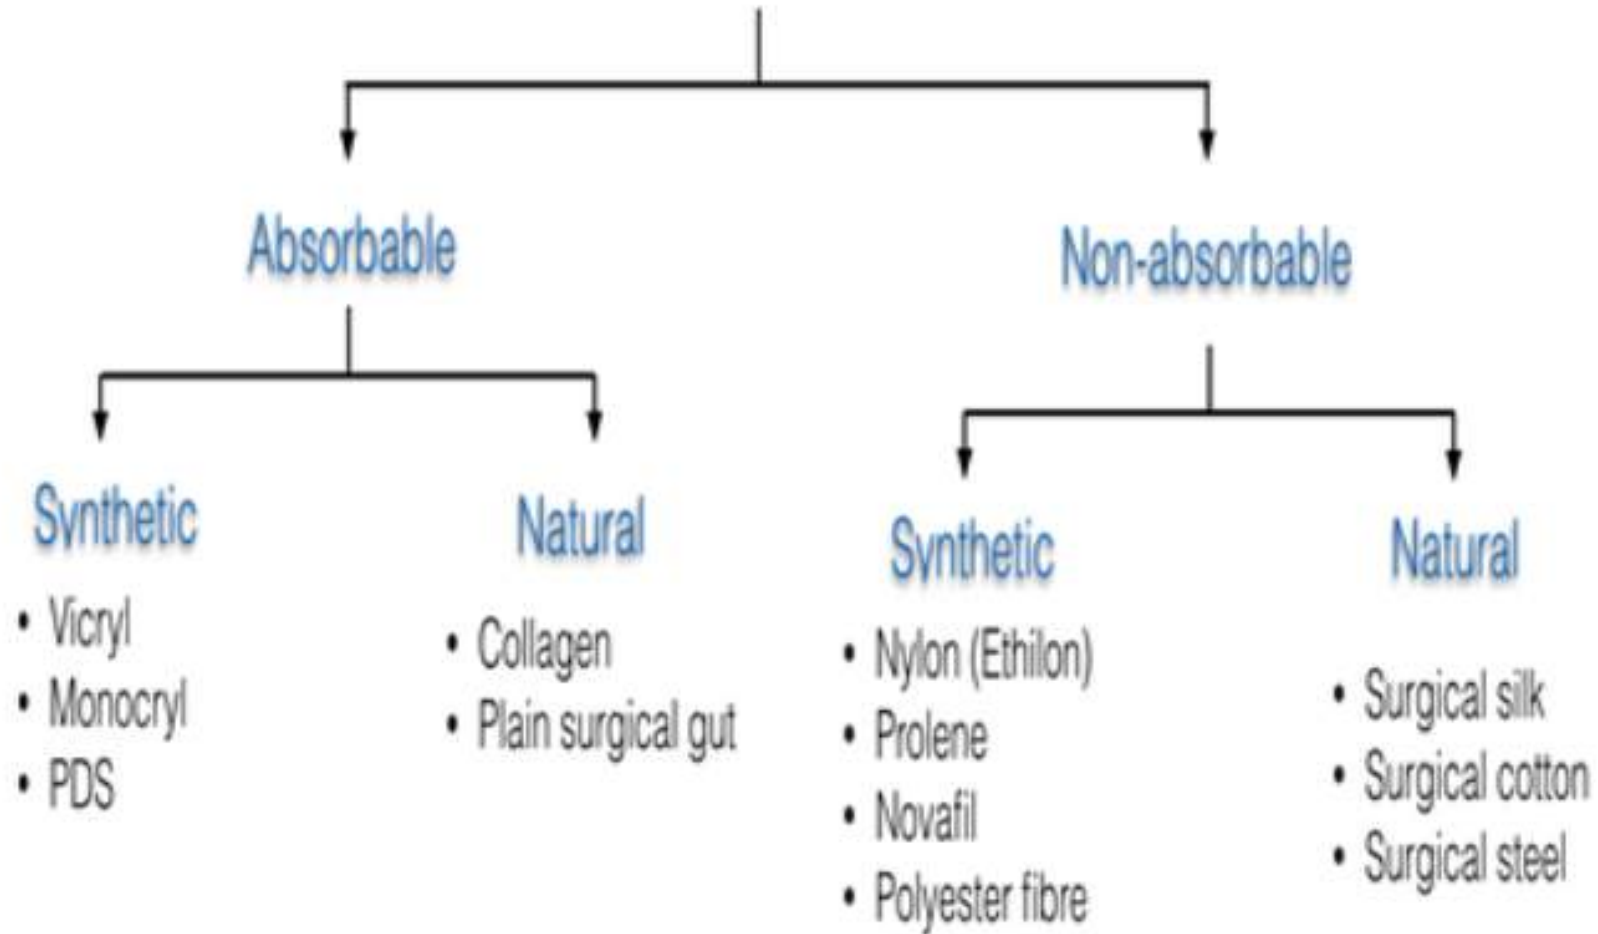 Absorbable
Non-absorbable
Synthetic
• Vicryl
• Monocryl
• PDS
Natural
• Collagen
• Plain surgical gut
Synthetic
• Nylon (Ethilon)
• Prolene
• Novafil
• Polyester fibre
Natural
• Surgical silk
• Surgical cotton
• Surgical steel